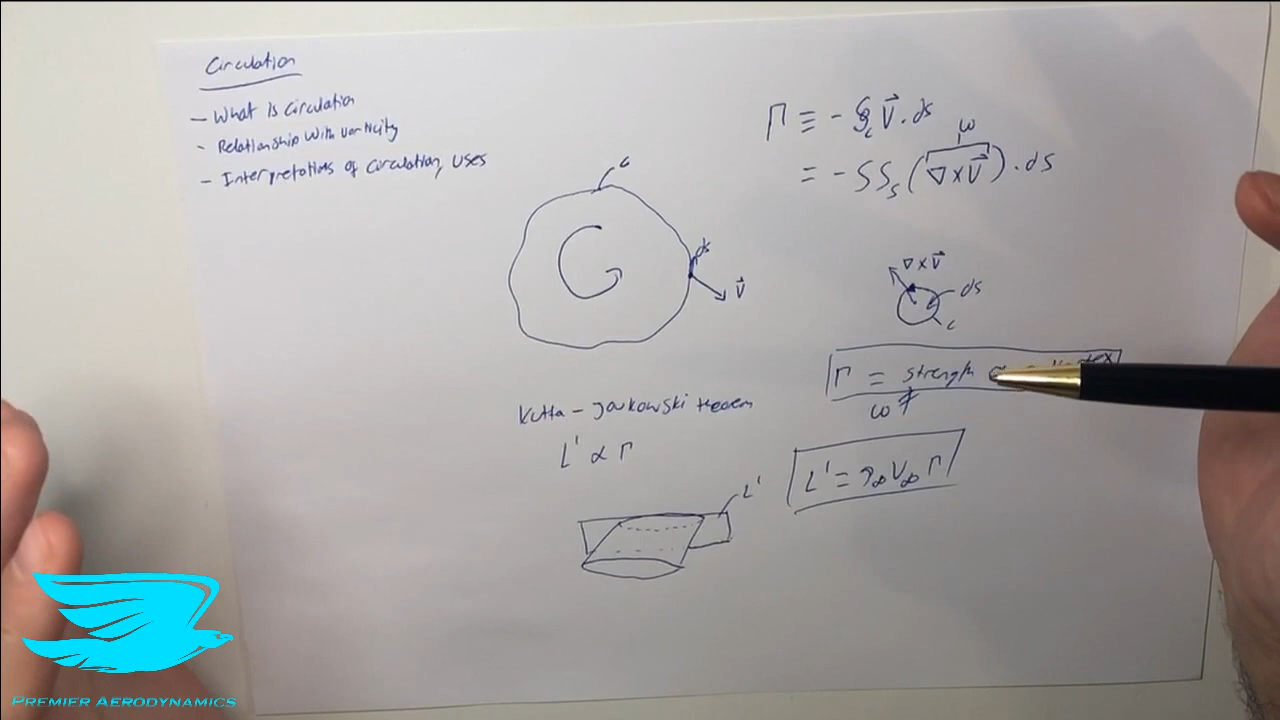 Circulation
- What Is Circulation
- Relationship With Vorticity
- Interpretations of Circulation, Uses
Γ ≡ - ∮c V⃗ . ds
ω
= - ∫∫s (∇×V⃗) . ds
c
ds
V⃗
∇×V⃗
ds
c
Γ = strength
ω
Kutta - Joukowski theorem
L' ∝ Γ
L' = ρ∞ V∞ Γ
L'
PREMIER AERODYNAMICS